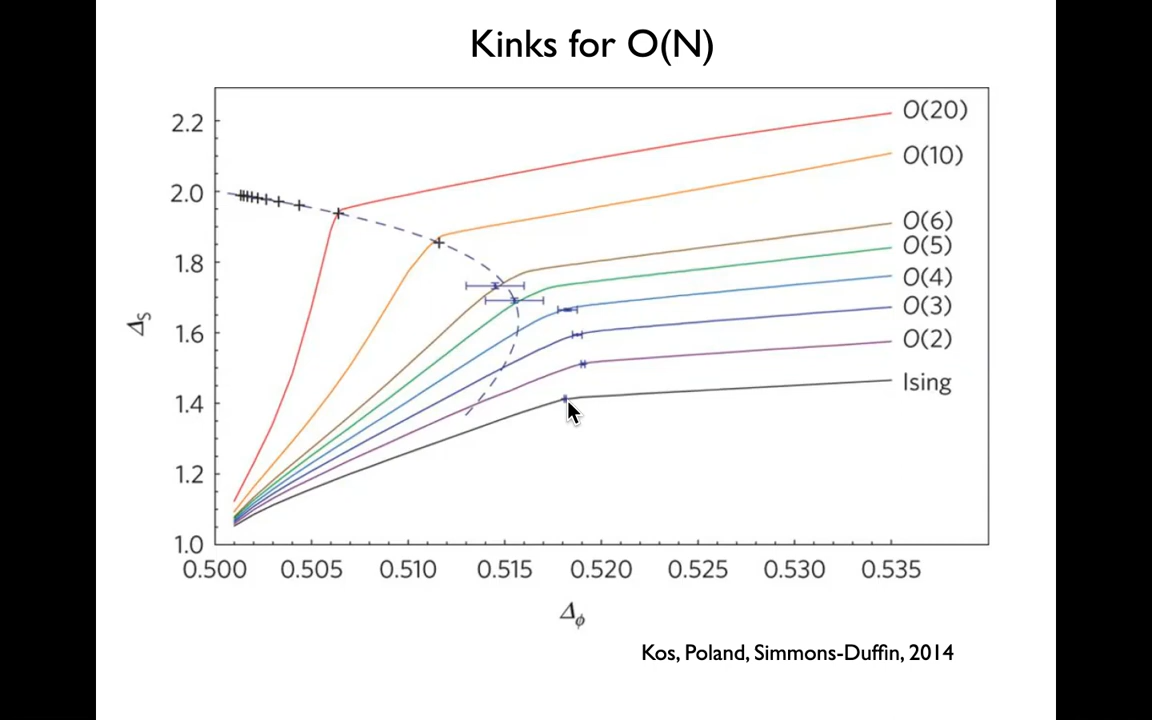 Kinks for O(N)
2.2
2.0
1.8
1.6
1.4
1.2
1.0
Δ_S
O(20)
O(10)
O(6)
O(5)
O(4)
O(3)
O(2)
Ising
0.500 0.505 0.510 0.515 0.520 0.525 0.530 0.535
Δ_ϕ
Kos, Poland, Simmons-Duffin, 2014